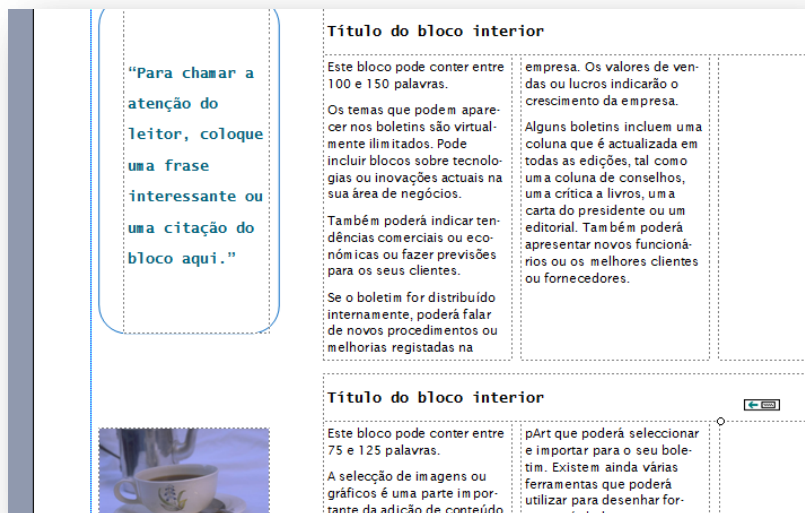 “Para chamar a
atenção do
leitor, coloque
uma frase
interessante ou
uma citação do
bloco aqui.”
Título do bloco interior
Este bloco pode conter entre
100 e 150 palavras.
Os temas que podem apare-
cer nos boletins são virtual-
mente ilimitados. Pode
incluir blocos sobre tecnolo-
gias ou inovações actuais na
sua área de negócios.
Também poderá indicar ten-
dências comerciais ou eco-
nómicas ou fazer previsões
para os seus clientes.
Se o boletim for distribuído
internamente, poderá falar
de novos procedimentos ou
melhorias registadas na
empresa. Os valores de ven-
das ou lucros indicarão o
crescimento da empresa.
Alguns boletins incluem uma
coluna que é actualizada em
todas as edições, tal como
uma coluna de conselhos,
uma crítica a livros, uma
carta do presidente ou um
editorial. Também poderá
apresentar novos funcioná-
rios ou os melhores clientes
ou fornecedores.
Título do bloco interior
Este bloco pode conter entre
75 e 125 palavras.
A selecção de imagens ou
gráficos é uma parte impor-
tante da adição de conteúdo
pArt que poderá seleccionar
e importar para o seu bole-
tim. Existem ainda várias
ferramentas que poderá
utilizar para desenhar for-